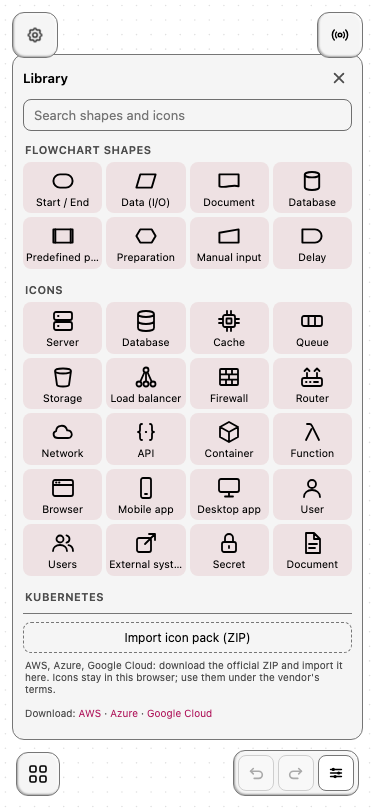 Library
Search shapes and icons
FLOWCHART SHAPES
Start / End
Data (I/O)
Document
Database
Predefined p...
Preparation
Manual input
Delay
ICONS
Server
Database
Cache
Queue
Storage
Load balancer
Firewall
Router
Network
API
Container
Function
Browser
Mobile app
Desktop app
User
Users
External syst...
Secret
Document
KUBERNETES
Import icon pack (ZIP)
AWS, Azure, Google Cloud: download the official ZIP and import it
here. Icons stay in this browser; use them under the vendor's
terms.
Download: AWS · Azure · Google Cloud